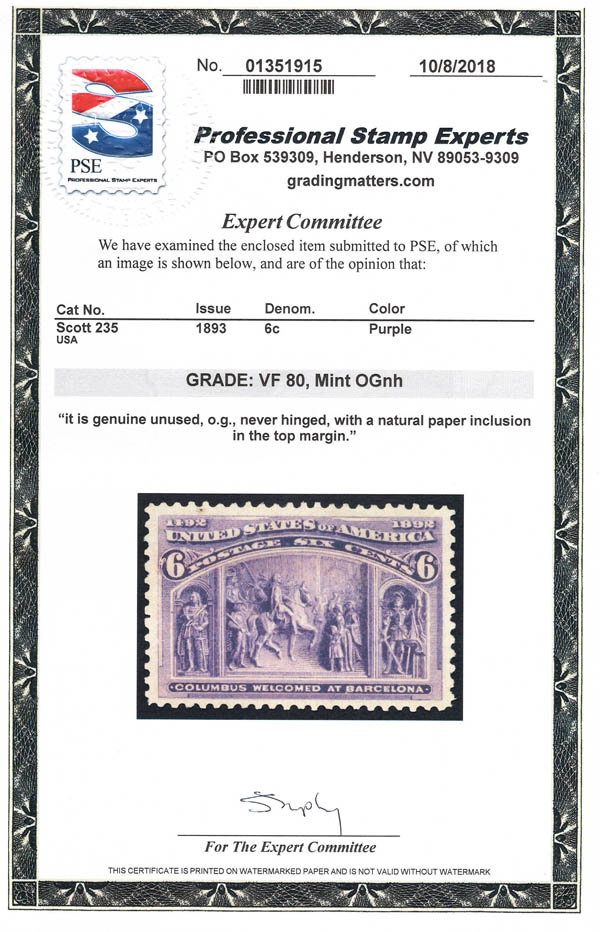 No. 01351915 10/8/2018
PSE
PROFESSIONAL STAMP EXPERTS
Professional Stamp Experts
PO Box 539309, Henderson, NV 89053-9309
gradingmatters.com
Expert Committee
We have examined the enclosed item submitted to PSE, of which
an image is shown below, and are of the opinion that:
Cat No. Issue Denom. Color
Scott 235 1893 6c Purple
USA
GRADE: VF 80, Mint OGnh
“it is genuine unused, o.g., never hinged, with a natural paper inclusion
in the top margin.”
1492 1892
UNITED STATES OF AMERICA
6 POSTAGE SIX CENTS 6
·COLUMBUS WELCOMED AT BARCELONA·
For The Expert Committee
THIS CERTIFICATE IS PRINTED ON WATERMARKED PAPER AND IS NOT VALID WITHOUT WATERMARK